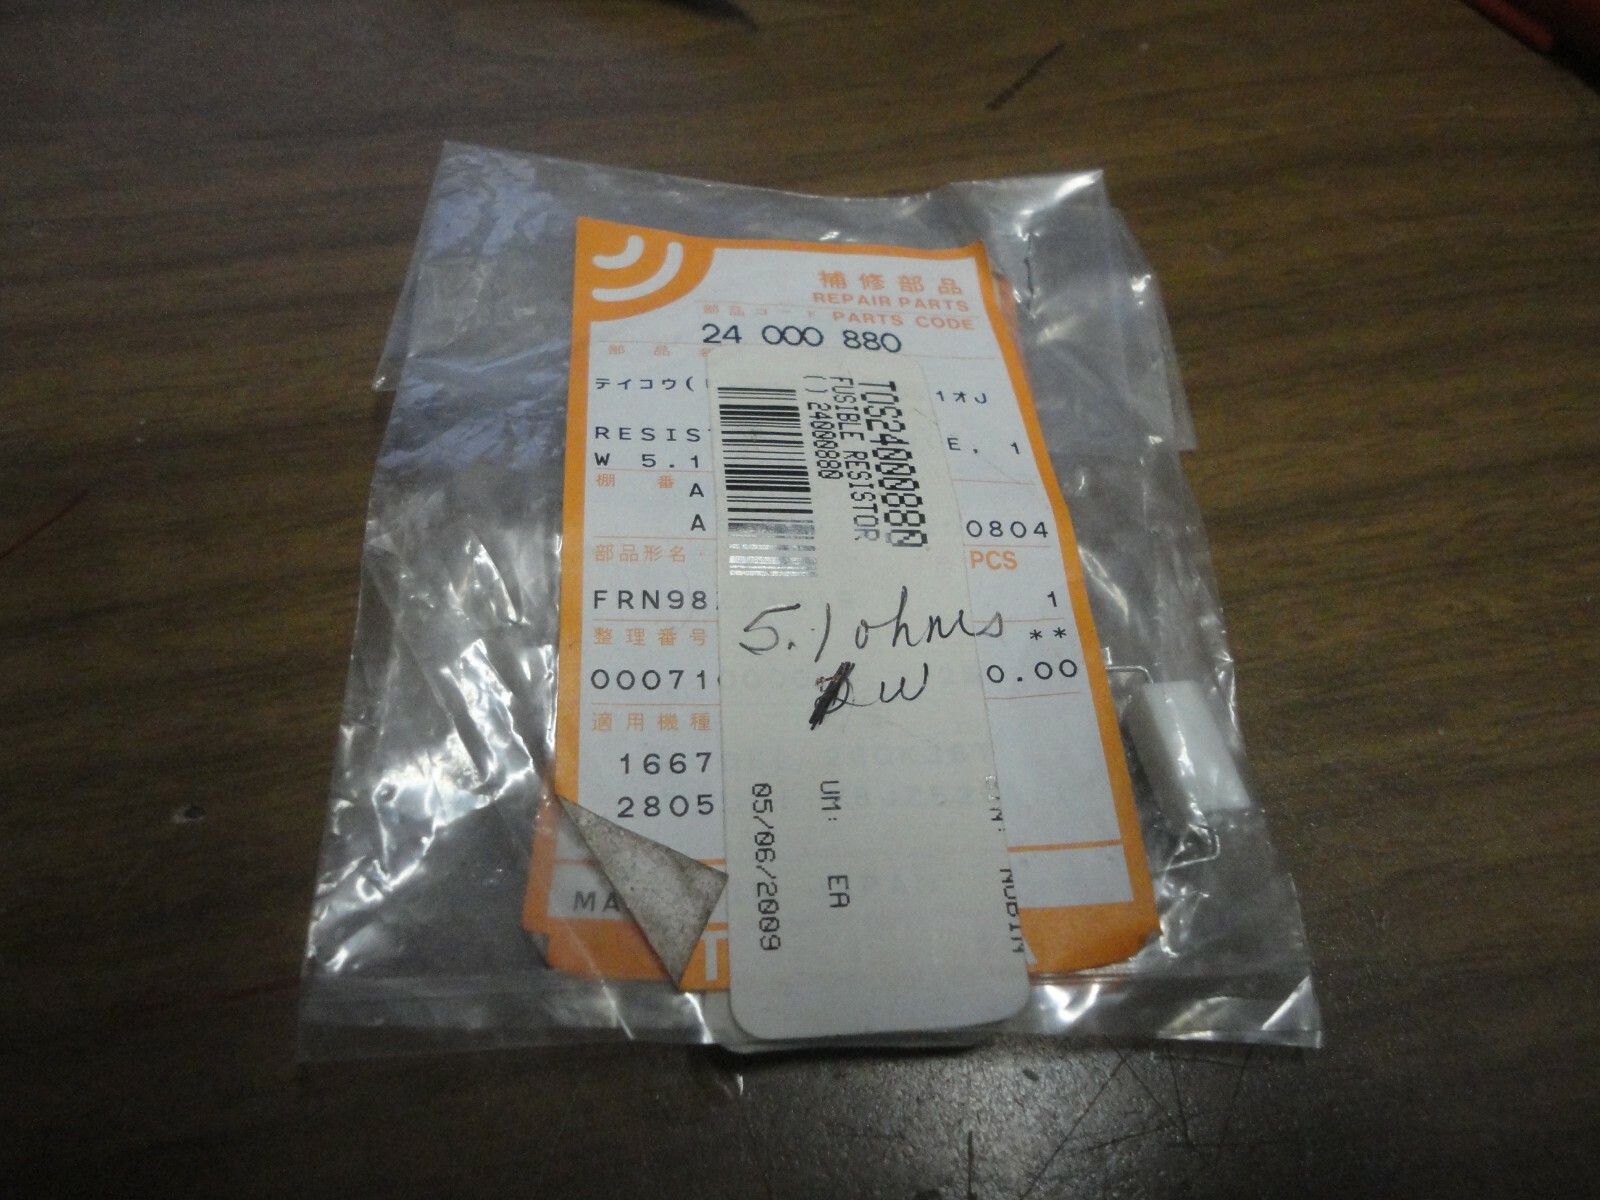 補修部品
REPAIR PARTS
部品コード PARTS CODE
24 000 880
部品
テイコウ( 1オJ
RESIS E, 1
W 5.1
棚番 A
A 0804
部品形名 PCS
FRN98 1
整理番号 **
00071 0.00
適用機種
1667
2805
MA
T A
TOS24000880
FUSIBLE RESISTOR
() 24000880
5.1 ohms
W
UM: EA
05/06/2009